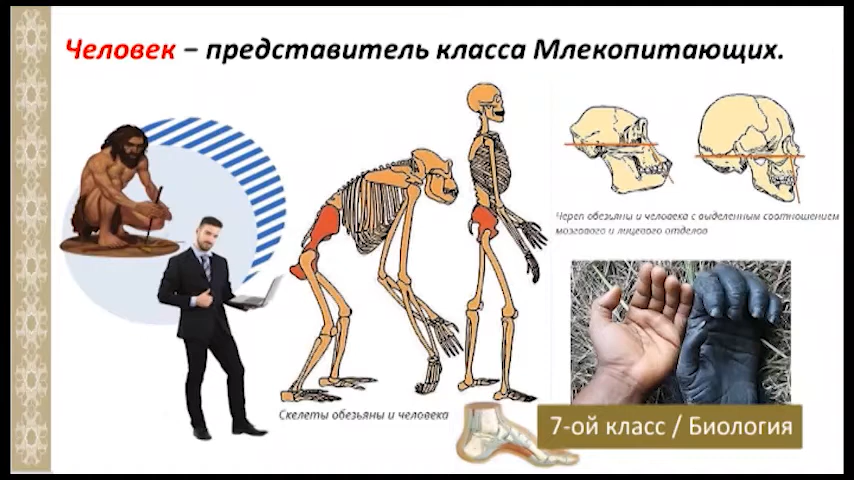 Человек – представитель класса Млекопитающих.
Череп обезьяны и человека с выделенным соотношением
мозгового и лицевого отделов
Скелеты обезьяны и человека
7-ой класс / Биология